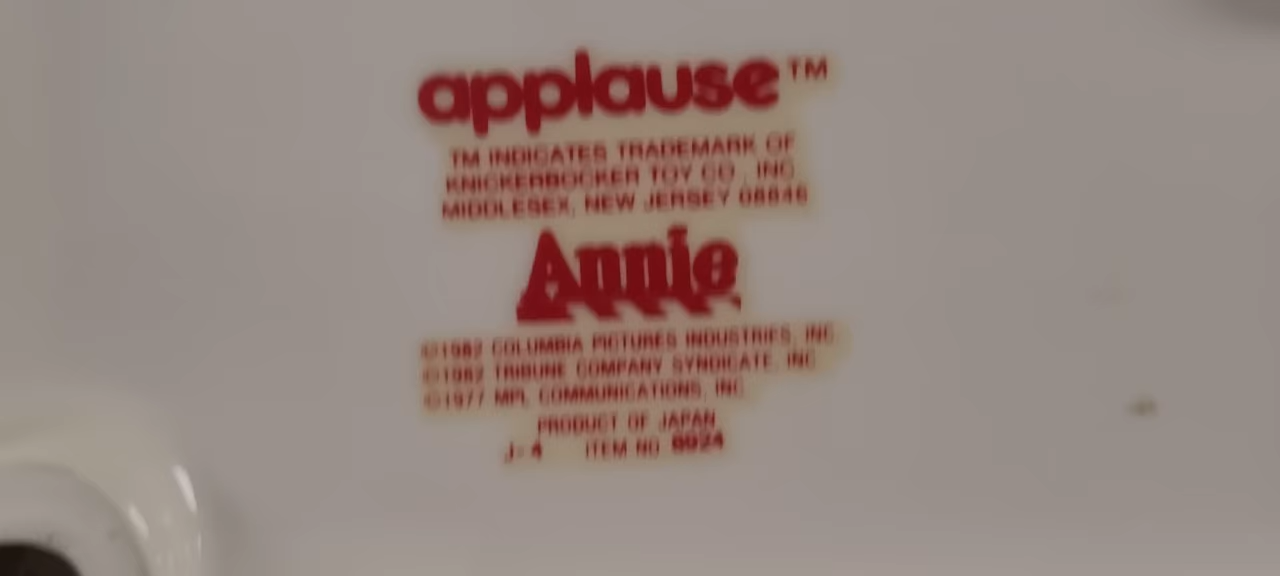 applause™
TM INDICATES TRADEMARK OF
KNICKERBOCKER TOY CO., INC.
MIDDLESEX, NEW JERSEY 08846
Annie
©1982 COLUMBIA PICTURES INDUSTRIES, INC.
©1982 TRIBUNE COMPANY SYNDICATE, INC.
©1977 MPL COMMUNICATIONS, INC.
PRODUCT OF JAPAN
J-4 ITEM NO.